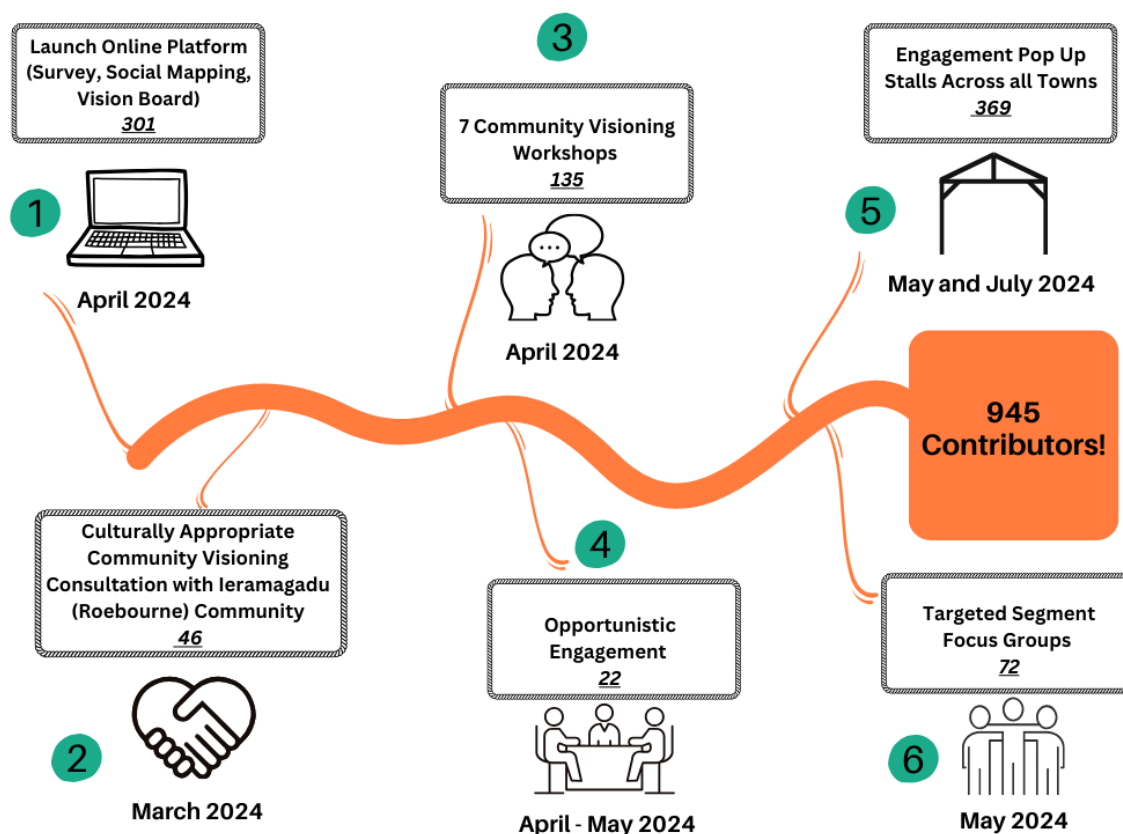 1
Launch Online Platform
(Survey, Social Mapping,
Vision Board)
301
April 2024
2
Culturally Appropriate
Community Visioning
Consultation with Ieramagadu
(Roebourne) Community
46
March 2024
3
7 Community Visioning
Workshops
135
April 2024
4
Opportunistic
Engagement
22
April - May 2024
5
Engagement Pop Up
Stalls Across all Towns
369
May and July 2024
6
Targeted Segment
Focus Groups
72
May 2024
945
Contributors!